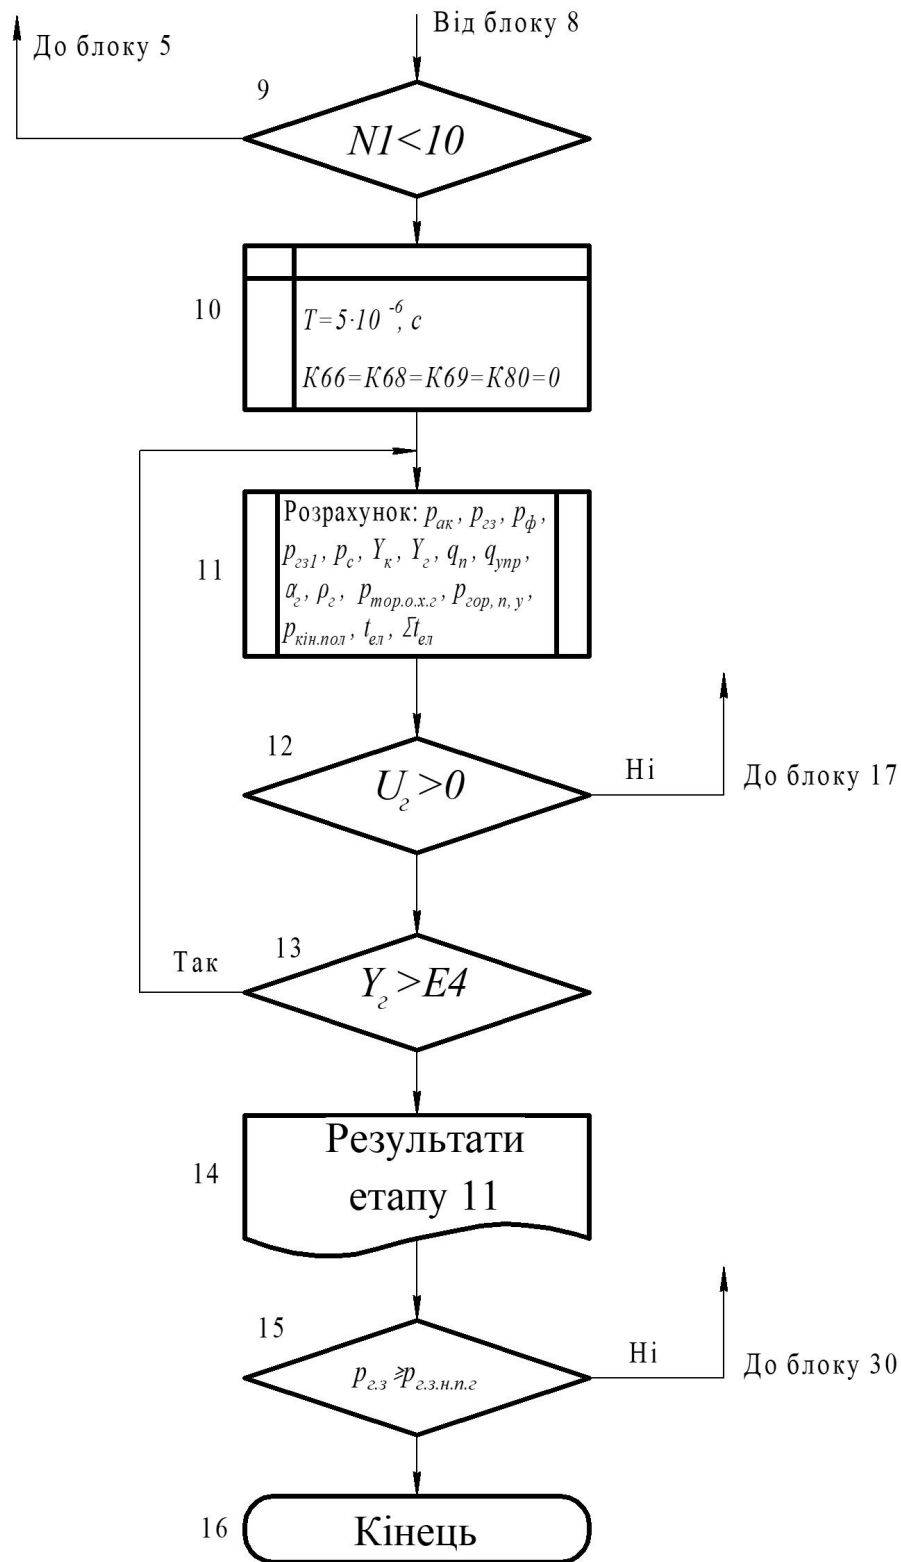 Від блоку 8
До блоку 5
9
N1<10
10
T=5·10⁻⁶, с
K66=K68=K69=K80=0
11
Розрахунок: pак, pгз, pф,
pгз1, pс, Yк, Yг, qп, qупр,
αг, ρг, pтор.о.х.г, pгор, п, у,
pкін.пол, tел, Σtел
12
Uг>0
Ні
До блоку 17
13
Так
Yг>E4
14
Результати
етапу 11
15
pг.з≥pг.з.н.п.г
Ні
До блоку 30
16
Кінець